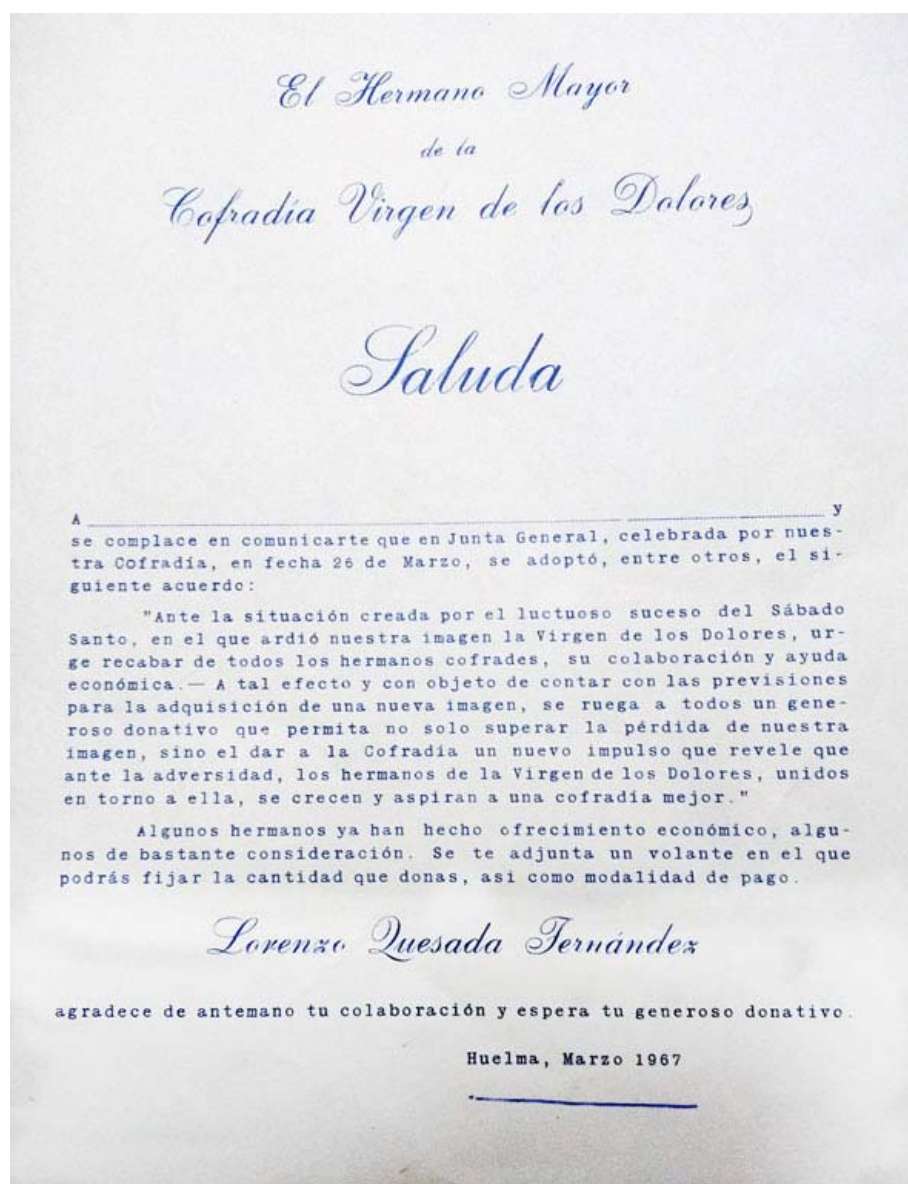 El Hermano Mayor
de la
Cofradía Virgen de los Dolores,
Saluda
A y
se complace en comunicarte que en Junta General, celebrada por nues-
tra Cofradía, en fecha 26 de Marzo, se adoptó, entre otros, el si-
guiente acuerdo:
"Ante la situación creada por el luctuoso suceso del Sábado
Santo, en el que ardió nuestra imagen la Virgen de los Dolores, ur-
ge recabar de todos los hermanos cofrades, su colaboración y ayuda
económica.— A tal efecto y con objeto de contar con las previsiones
para la adquisición de una nueva imagen, se ruega a todos un gene-
roso donativo que permita no solo superar la pérdida de nuestra
imagen, sino el dar a la Cofradía un nuevo impulso que revele que
ante la adversidad, los hermanos de la Virgen de los Dolores, unidos
en torno a ella, se crecen y aspiran a una cofradía mejor."
Algunos hermanos ya han hecho ofrecimiento económico, algu-
nos de bastante consideración. Se te adjunta un volante en el que
podrás fijar la cantidad que donas, asi como modalidad de pago.
Lorenzo Quesada Fernández
agradece de antemano tu colaboración y espera tu generoso donativo.
Huelma, Marzo 1967